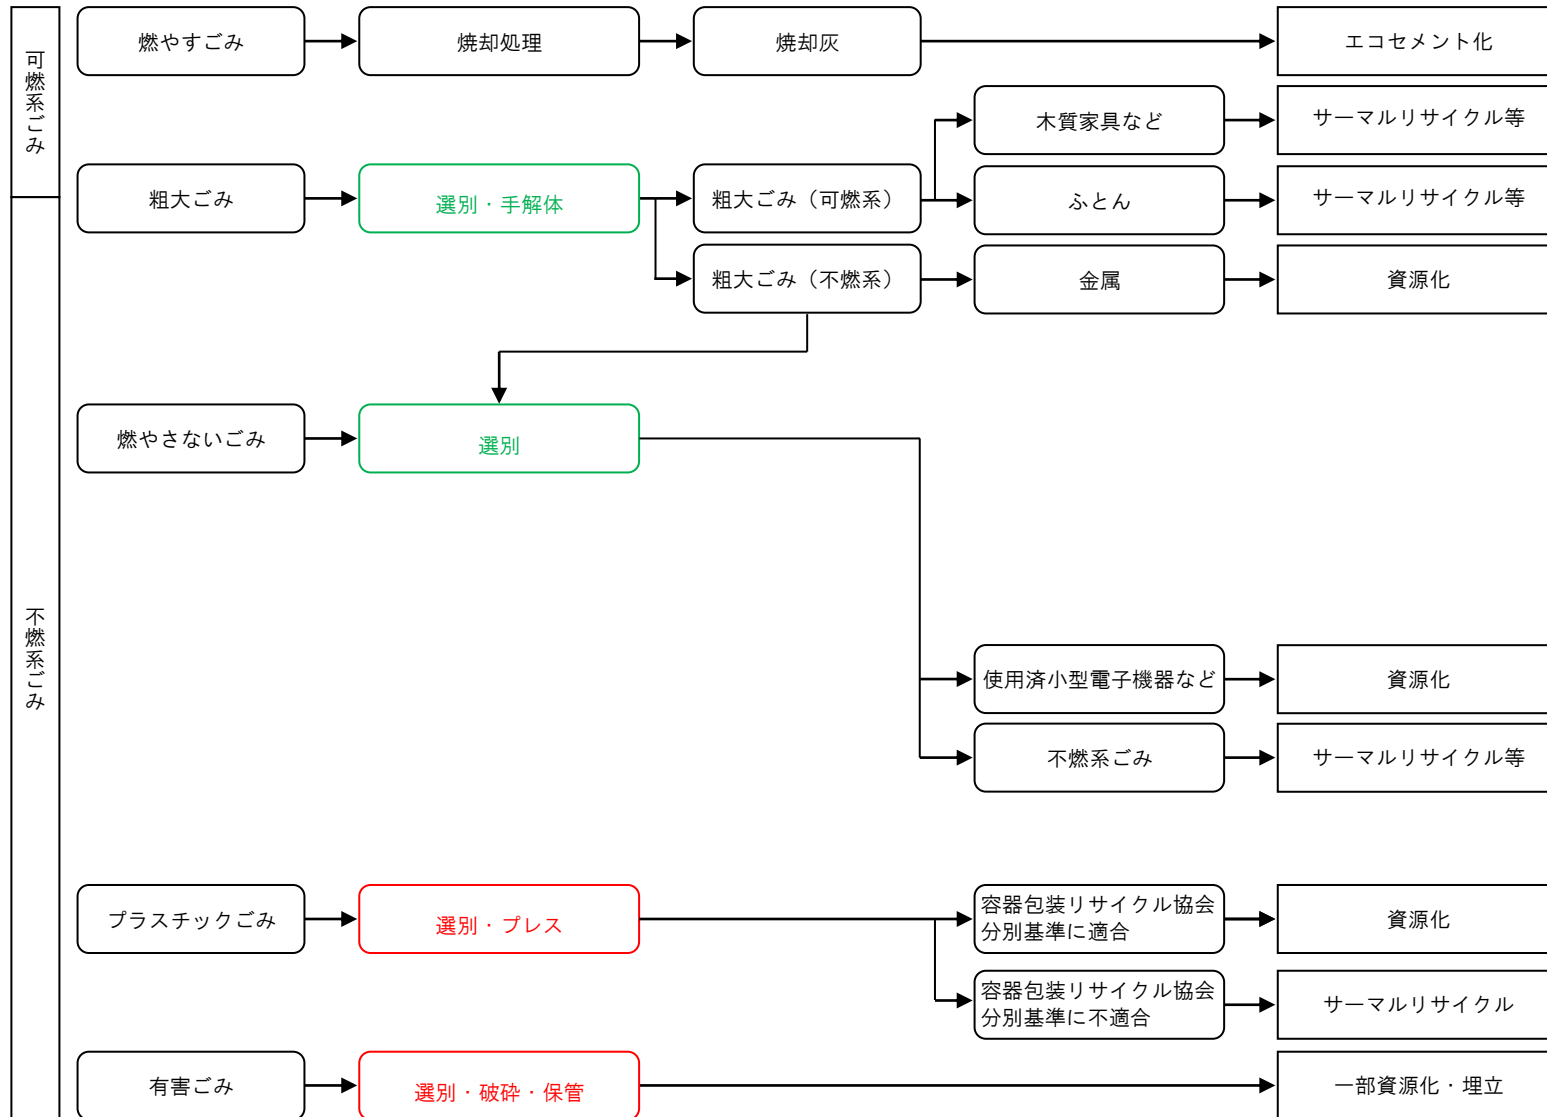 可燃系ごみ
燃やすごみ
焼却処理
焼却灰
エコセメント化
木質家具など
サーマルリサイクル等
粗大ごみ
選別・手解体
粗大ごみ（可燃系）
ふとん
サーマルリサイクル等
粗大ごみ（不燃系）
金属
資源化
不燃系ごみ
燃やさないごみ
選別
使用済小型電子機器など
資源化
不燃系ごみ
サーマルリサイクル等
プラスチックごみ
選別・プレス
容器包装リサイクル協会
分別基準に適合
資源化
容器包装リサイクル協会
分別基準に不適合
サーマルリサイクル
有害ごみ
選別・破砕・保管
一部資源化・埋立